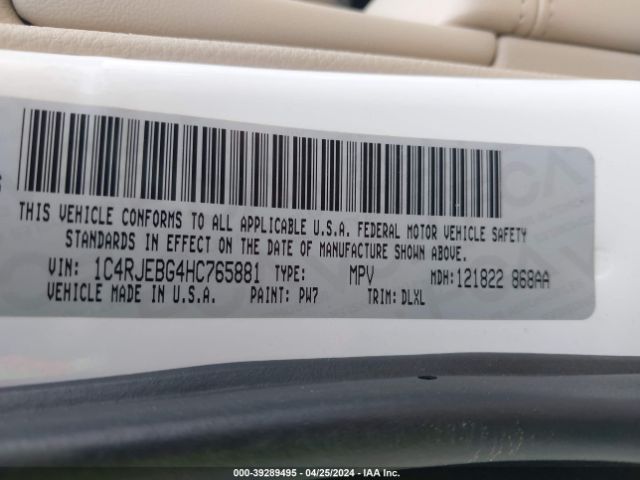 THIS VEHICLE CONFORMS TO ALL APPLICABLE U.S.A. FEDERAL MOTOR VEHICLE SAFETY
STANDARDS IN EFFECT ON THE DATE OF MANUFACTURE SHOWN ABOVE.
VIN: 1C4RJEBG4HC765881 TYPE: MPV MDH:121822 868AA
VEHICLE MADE IN U.S.A. PAINT: PW7 TRIM: DLXL
000-39289495 - 04/25/2024 - IAA Inc.